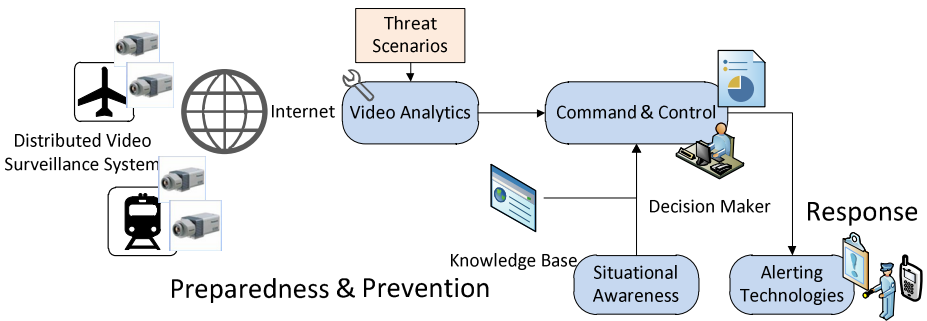 Threat
Scenarios
Internet
Video Analytics
Command & Control
Distributed Video
Surveillance System
Decision Maker
Response
Knowledge Base
Situational
Awareness
Alerting
Technologies
Preparedness & Prevention